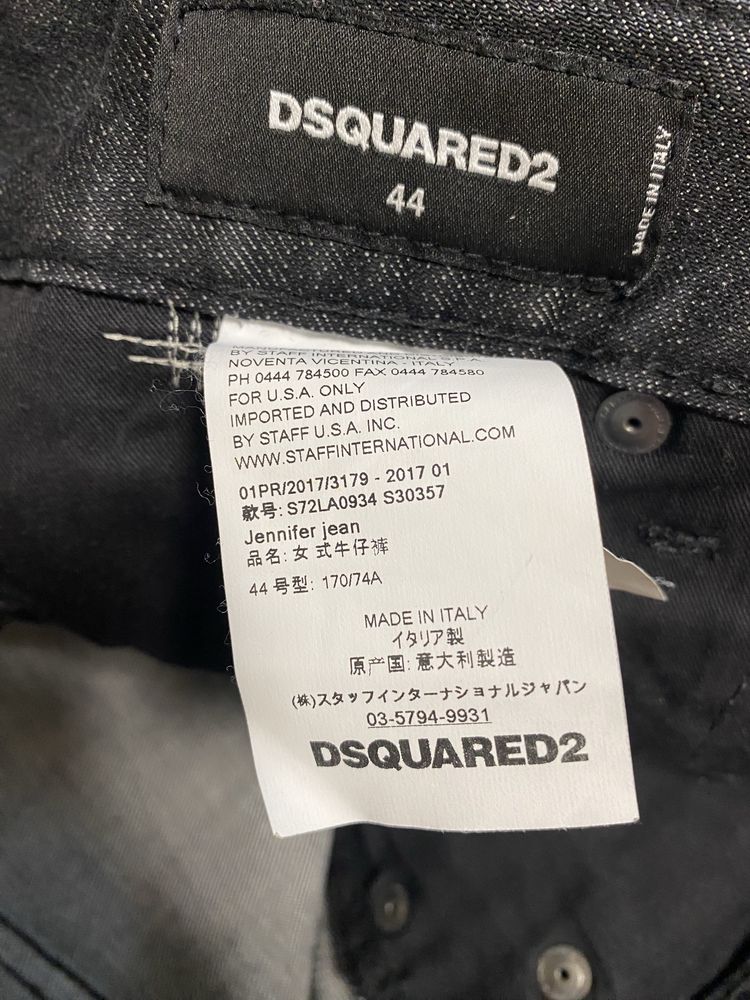 DSQUARED2
44
MADE IN ITALY
MANUFACTURED
BY STAFF INTERNATIONAL S.P.A
NOVENTA VICENTINA - ITALY
PH 0444 784500 FAX 0444 784580
FOR U.S.A. ONLY
IMPORTED AND DISTRIBUTED
BY STAFF U.S.A. INC.
WWW.STAFFINTERNATIONAL.COM
01PR/2017/3179 - 2017 01
款号: S72LA0934 S30357
Jennifer jean
品名: 女 式牛仔裤
44 号型: 170/74A
MADE IN ITALY
イタリア製
原产国: 意大利製造
(株)スタッフインターナショナルジャパン
03-5794-9931
DSQUARED2